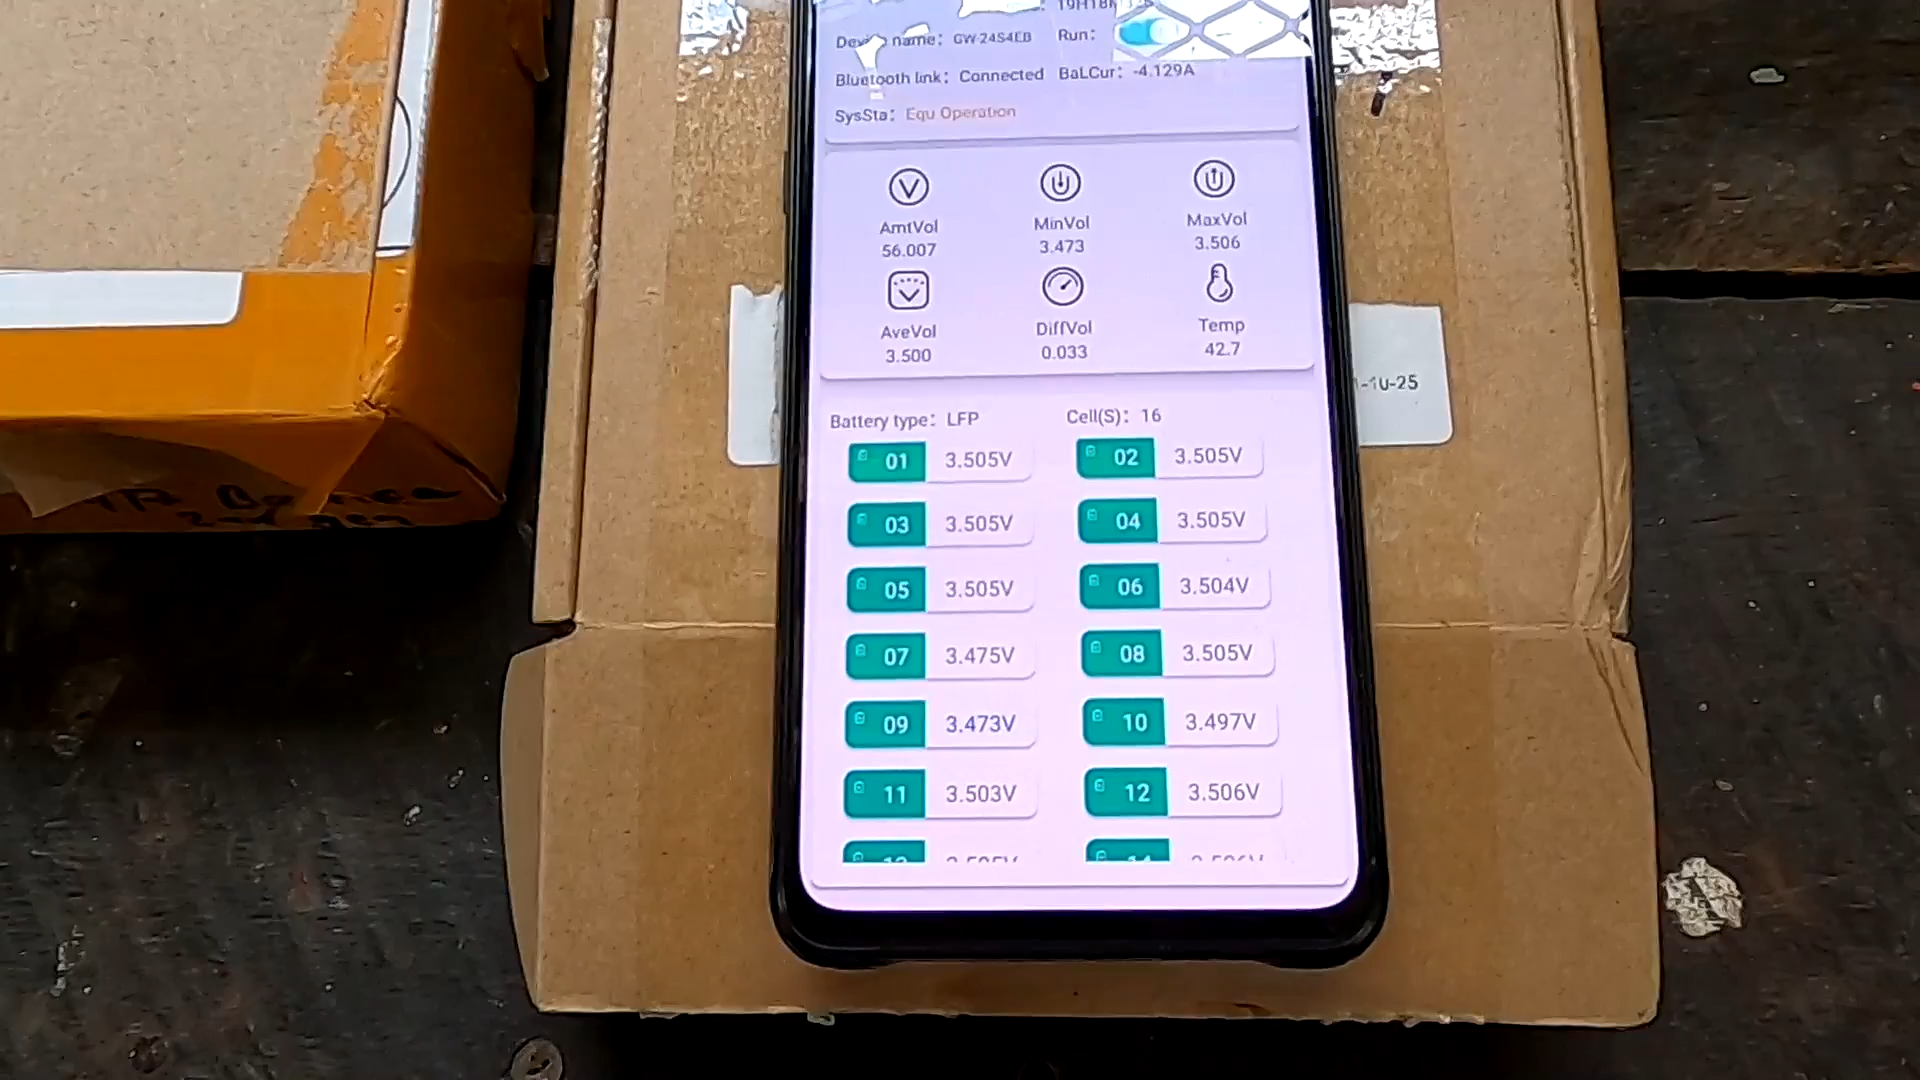 Device name: GW-24S4EB Run:
Bluetooth link: Connected BaLCur: -4.129A
SysSta: Equ Operation
AmtVol MinVol MaxVol
56.007 3.473 3.506
AveVol DiffVol Temp
3.500 0.033 42.7
Battery type: LFP Cell(S): 16
01 3.505V 02 3.505V
03 3.505V 04 3.505V
05 3.505V 06 3.504V
07 3.475V 08 3.505V
09 3.473V 10 3.497V
11 3.503V 12 3.506V
-10-25